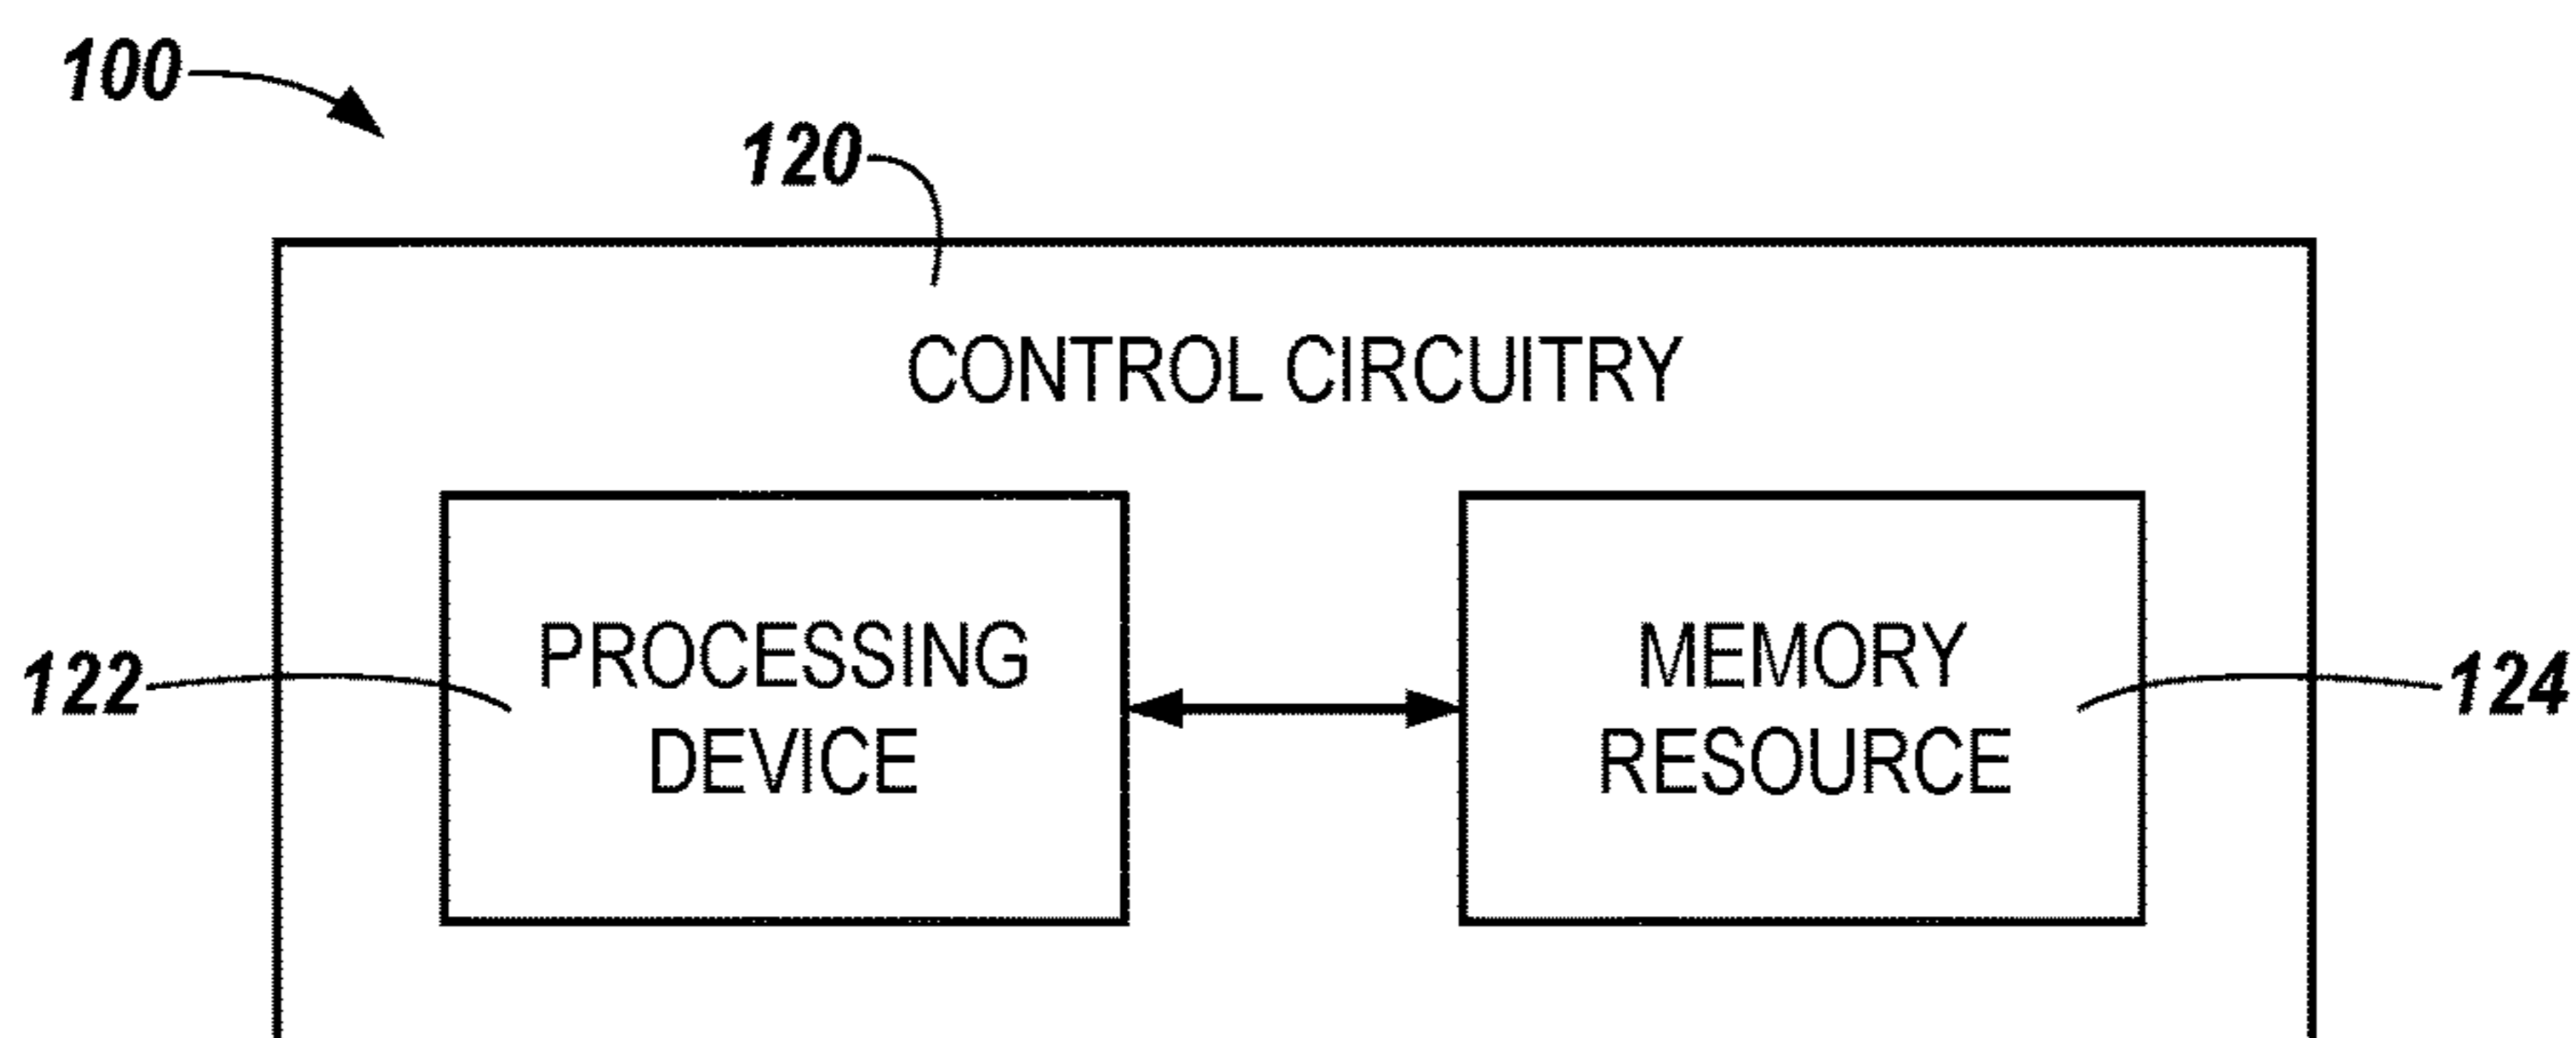 100
120
CONTROL CIRCUITRY
PROCESSING
DEVICE
MEMORY
RESOURCE
122
124